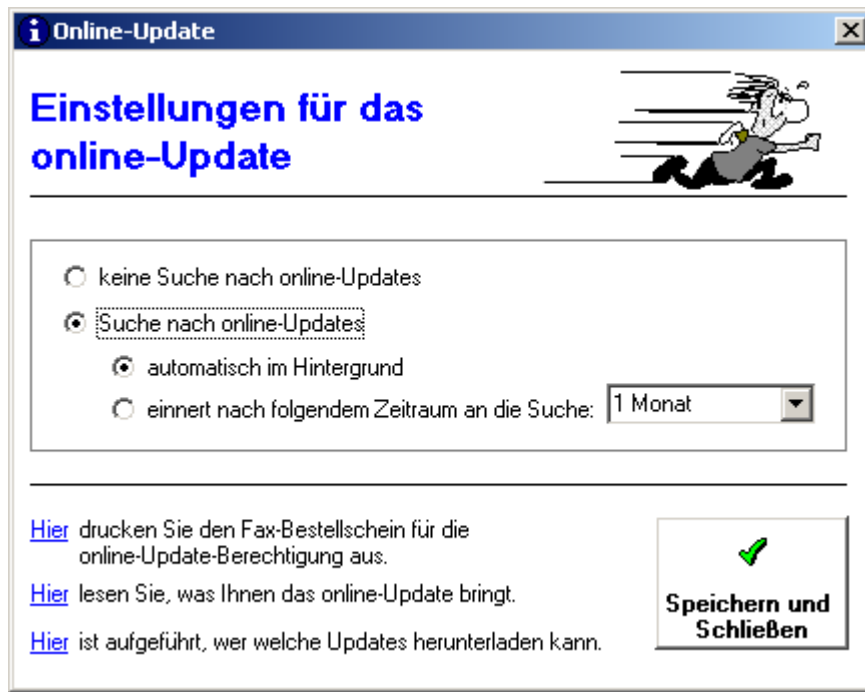 Online-Update
Einstellungen für das
online-Update
keine Suche nach online-Updates
Suche nach online-Updates
automatisch im Hintergrund
einnert nach folgendem Zeitraum an die Suche: 1 Monat
Hier drucken Sie den Fax-Bestellschein für die
online-Update-Berechtigung aus.
Hier lesen Sie, was Ihnen das online-Update bringt.
Hier ist aufgeführt, wer welche Updates herunterladen kann.
Speichern und
Schließen